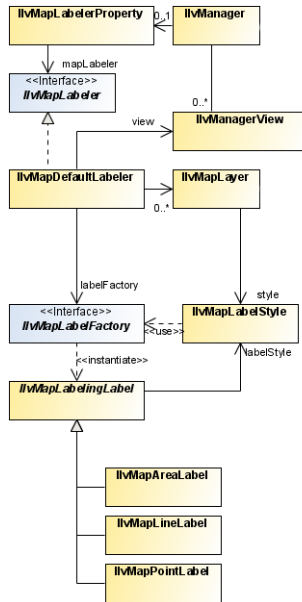 IlvMapLabelerProperty
IlvManager
0..1
mapLabeler
<<Interface>>
IlvMapLabeler
0..*
view
IlvManagerView
IlvMapDefaultLabeler
IlvMapLayer
0..*
labelFactory
style
<<Interface>>
IlvMapLabelFactory
IlvMapLabelStyle
<<use>>
<<instantiate>>
labelStyle
IlvMapLabelingLabel
IlvMapAreaLabel
IlvMapLineLabel
IlvMapPointLabel